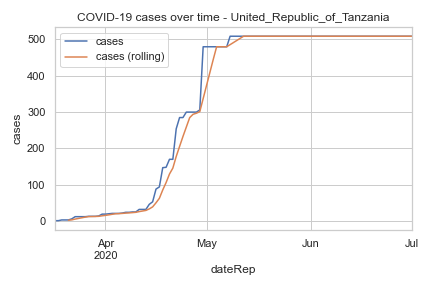 COVID-19 cases over time - United_Republic_of_Tanzania
cases
cases (rolling)
500
400
300
200
100
0
cases
Apr
2020
May
Jun
Jul
dateRep